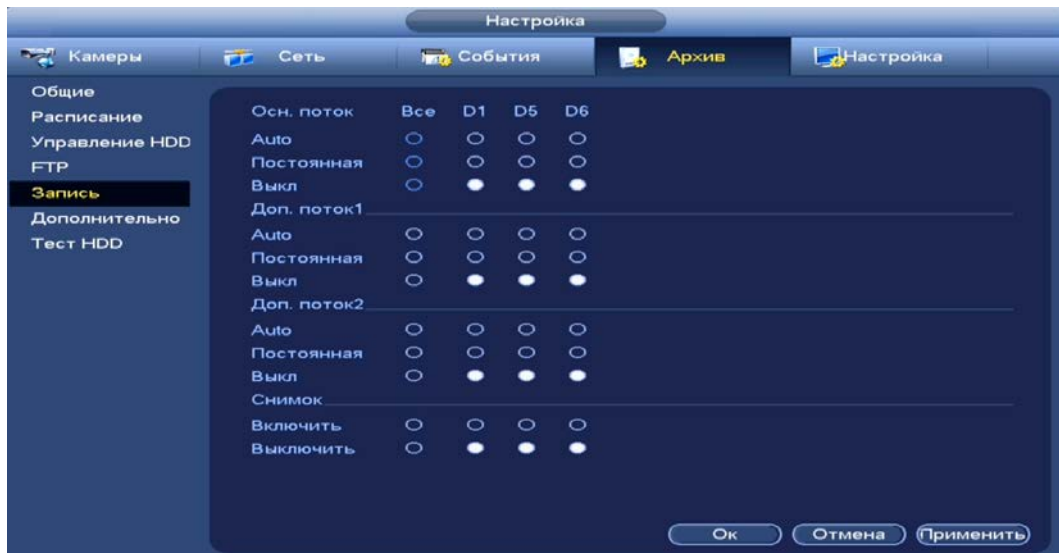 Настройка
Камеры Сеть События Архив Настройка
Общие
Расписание
Управление HDD
FTP
Запись
Дополнительно
Тест HDD
Осн. поток Все D1 D5 D6
Auto
Постоянная
Выкл
Доп. поток1
Auto
Постоянная
Выкл
Доп. поток2
Auto
Постоянная
Выкл
Снимок
Включить
Выключить
Ок Отмена Применить